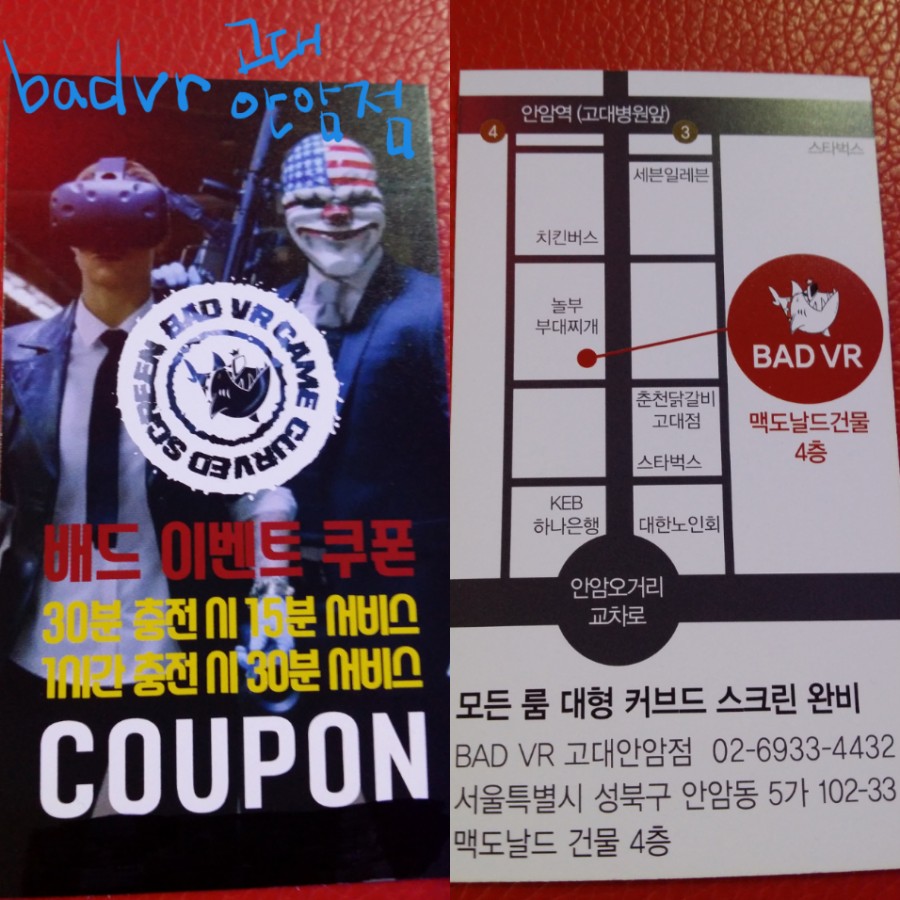 badvr 고대
안암점
BAD VR GAME CURVED SCREEN
배드 이벤트 쿠폰
30분 충전 시 15분 서비스
1시간 충전 시 30분 서비스
COUPON
안암역 (고대병원앞)
4
3
스타벅스
세븐일레븐
치킨버스
놀부
부대찌개
BAD VR
맥도날드건물
4층
춘천닭갈비
고대점
스타벅스
KEB
하나은행
대한노인회
안암오거리
교차로
모든 룸 대형 커브드 스크린 완비
BAD VR 고대안암점 02-6933-4432
서울특별시 성북구 안암동 5가 102-33
맥도날드 건물 4층